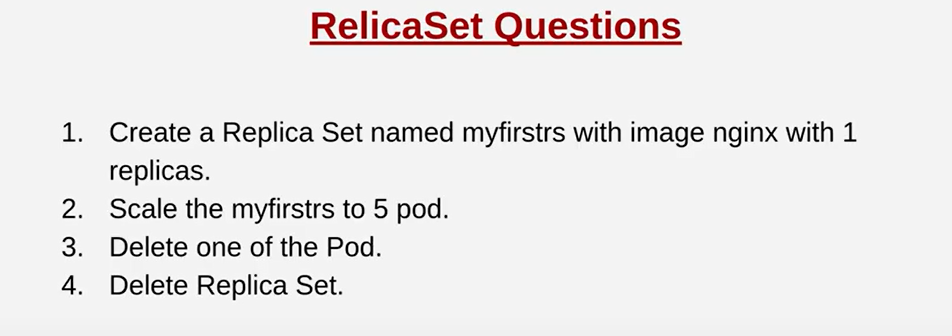 RelicaSet Questions
1. Create a Replica Set named myfirstrs with image nginx with 1
replicas.
2. Scale the myfirstrs to 5 pod.
3. Delete one of the Pod.
4. Delete Replica Set.